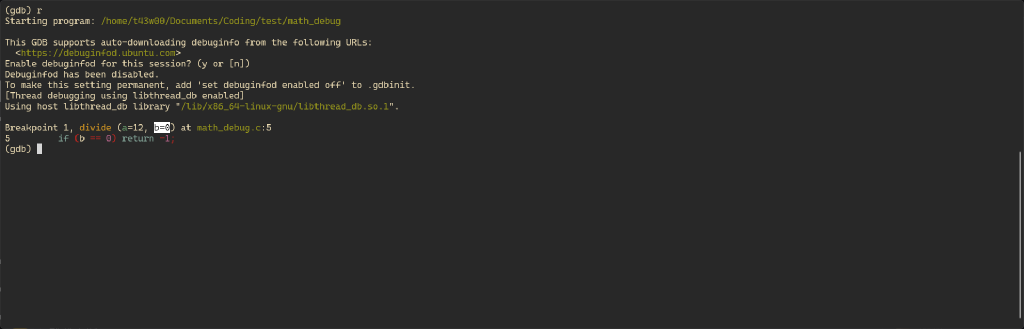 (gdb) r
Starting program: /home/t43w00/Documents/Coding/test/math_debug
This GDB supports auto-downloading debuginfo from the following URLs:
<https://debuginfod.ubuntu.com>
Enable debuginfod for this session? (y or [n])
Debuginfod has been disabled.
To make this setting permanent, add 'set debuginfod enabled off' to .gdbinit.
[Thread debugging using libthread_db enabled]
Using host libthread_db library "/lib/x86_64-linux-gnu/libthread_db.so.1".
Breakpoint 1, divide (a=12, b=0) at math_debug.c:5
5 if (b == 0) return -1;
(gdb)